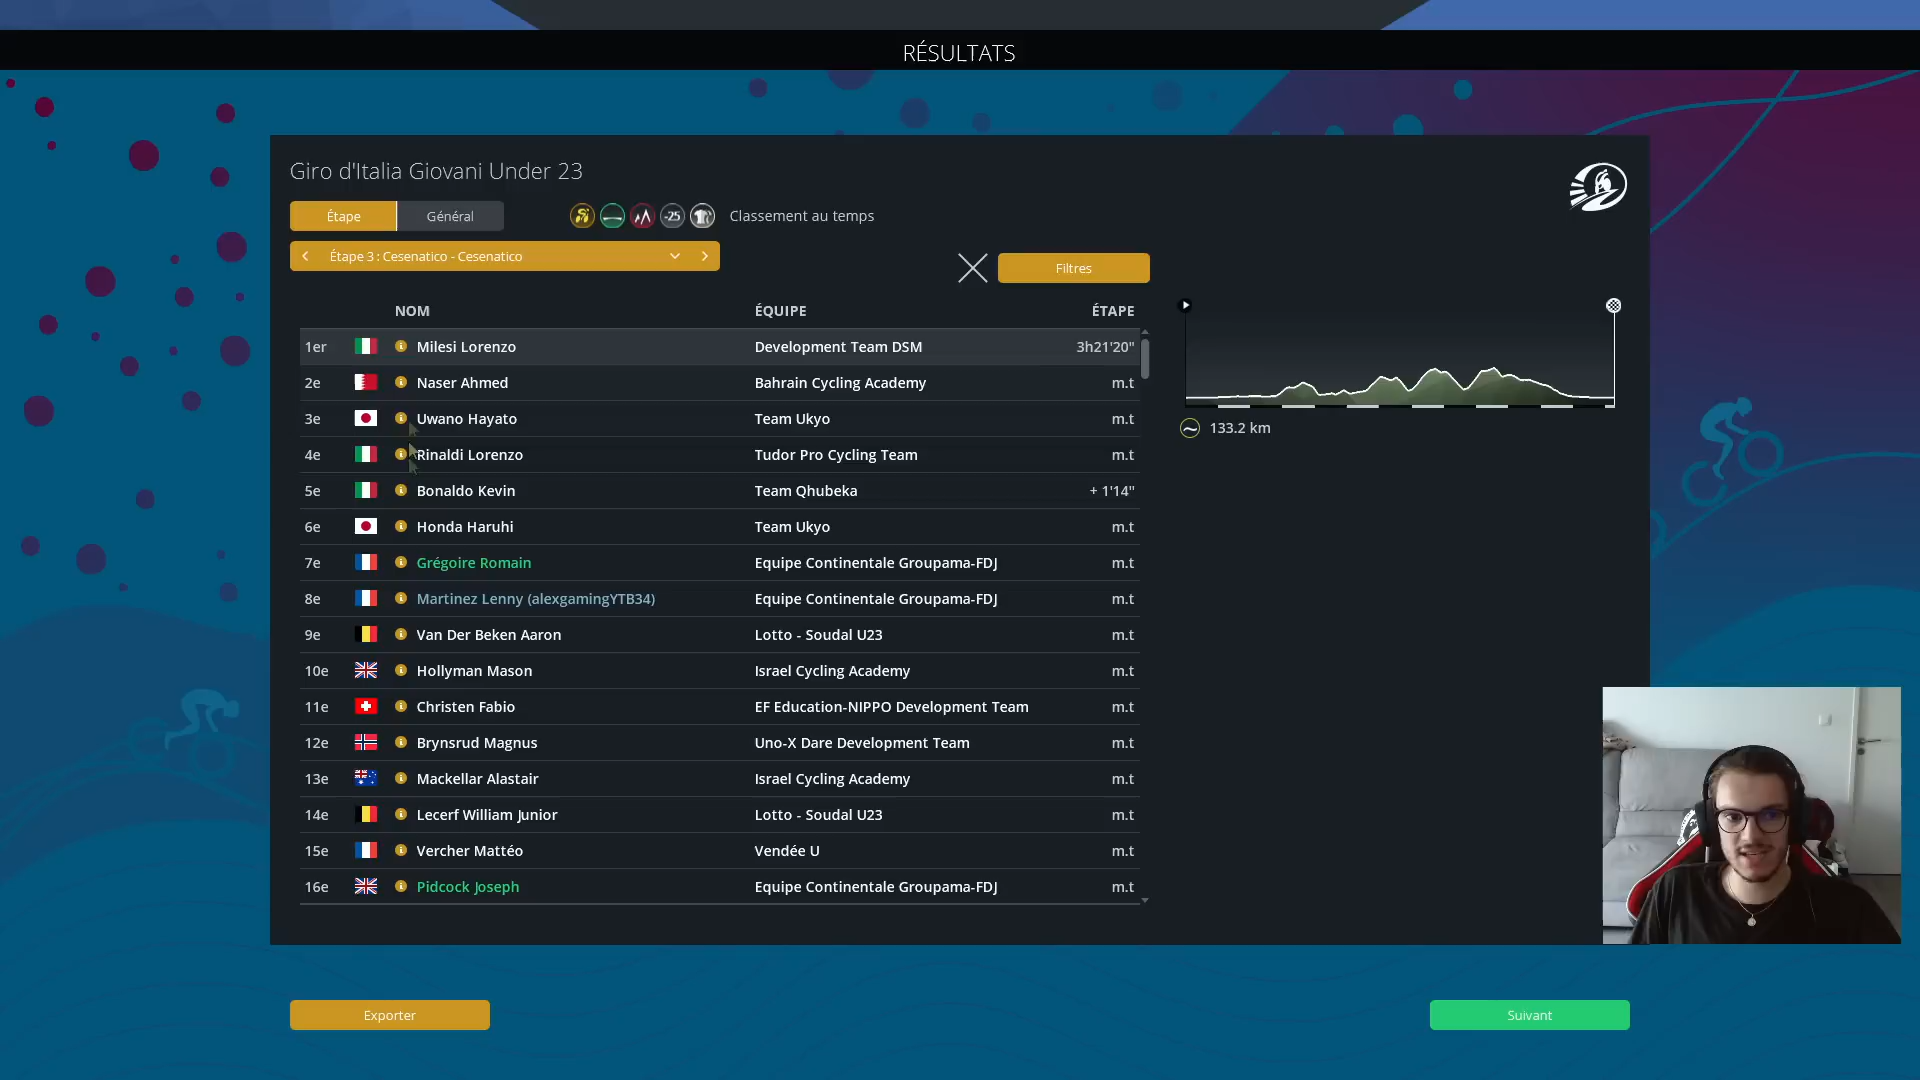 RÉSULTATS
Giro d'Italia Giovani Under 23
Étape Général -25 Classement au temps
Étape 3 : Cesenatico - Cesenatico
Filtres
NOM ÉQUIPE ÉTAPE
1er Milesi Lorenzo Development Team DSM 3h21'20"
2e Naser Ahmed Bahrain Cycling Academy m.t
3e Uwano Hayato Team Ukyo m.t
4e Rinaldi Lorenzo Tudor Pro Cycling Team m.t
5e Bonaldo Kevin Team Qhubeka + 1'14"
6e Honda Haruhi Team Ukyo m.t
7e Grégoire Romain Equipe Continentale Groupama-FDJ m.t
8e Martinez Lenny (alexgamingYTB34) Equipe Continentale Groupama-FDJ m.t
9e Van Der Beken Aaron Lotto - Soudal U23 m.t
10e Hollyman Mason Israel Cycling Academy m.t
11e Christen Fabio EF Education-NIPPO Development Team m.t
12e Brynsrud Magnus Uno-X Dare Development Team m.t
13e Mackellar Alastair Israel Cycling Academy m.t
14e Lecerf William Junior Lotto - Soudal U23 m.t
15e Vercher Mattéo Vendée U m.t
16e Pidcock Joseph Equipe Continentale Groupama-FDJ m.t
133.2 km
Exporter
Suivant